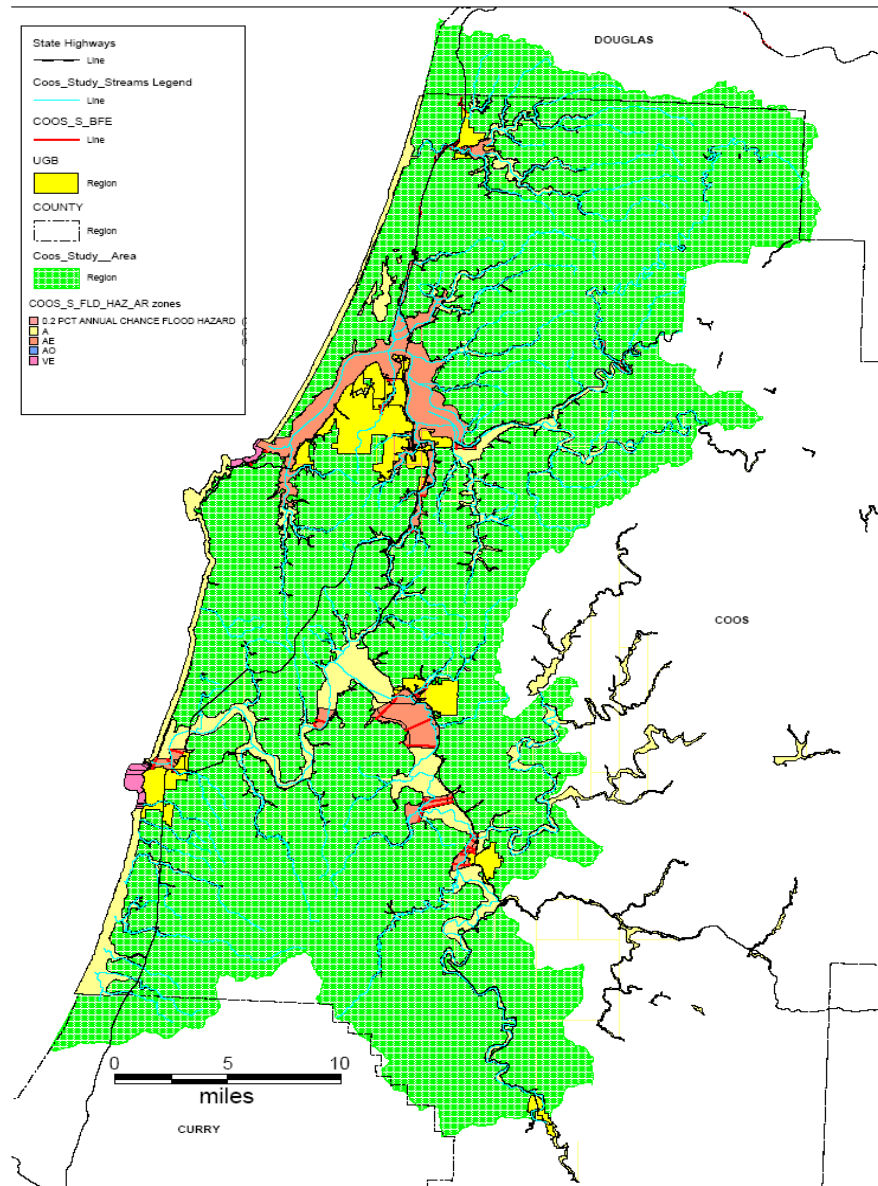 DOUGLAS
State Highways
Line
Coos_Study_Streams Legend
Line
COOS_S_BFE
Line
UGB
Region
COUNTY
Region
Coos_Study__Area
Region
COOS_S_FLD_HAZ_AR zones
0.2 PCT ANNUAL CHANCE FLOOD HAZARD (
A (
AE (
AO
VE (
COOS
0 5 10
miles
CURRY